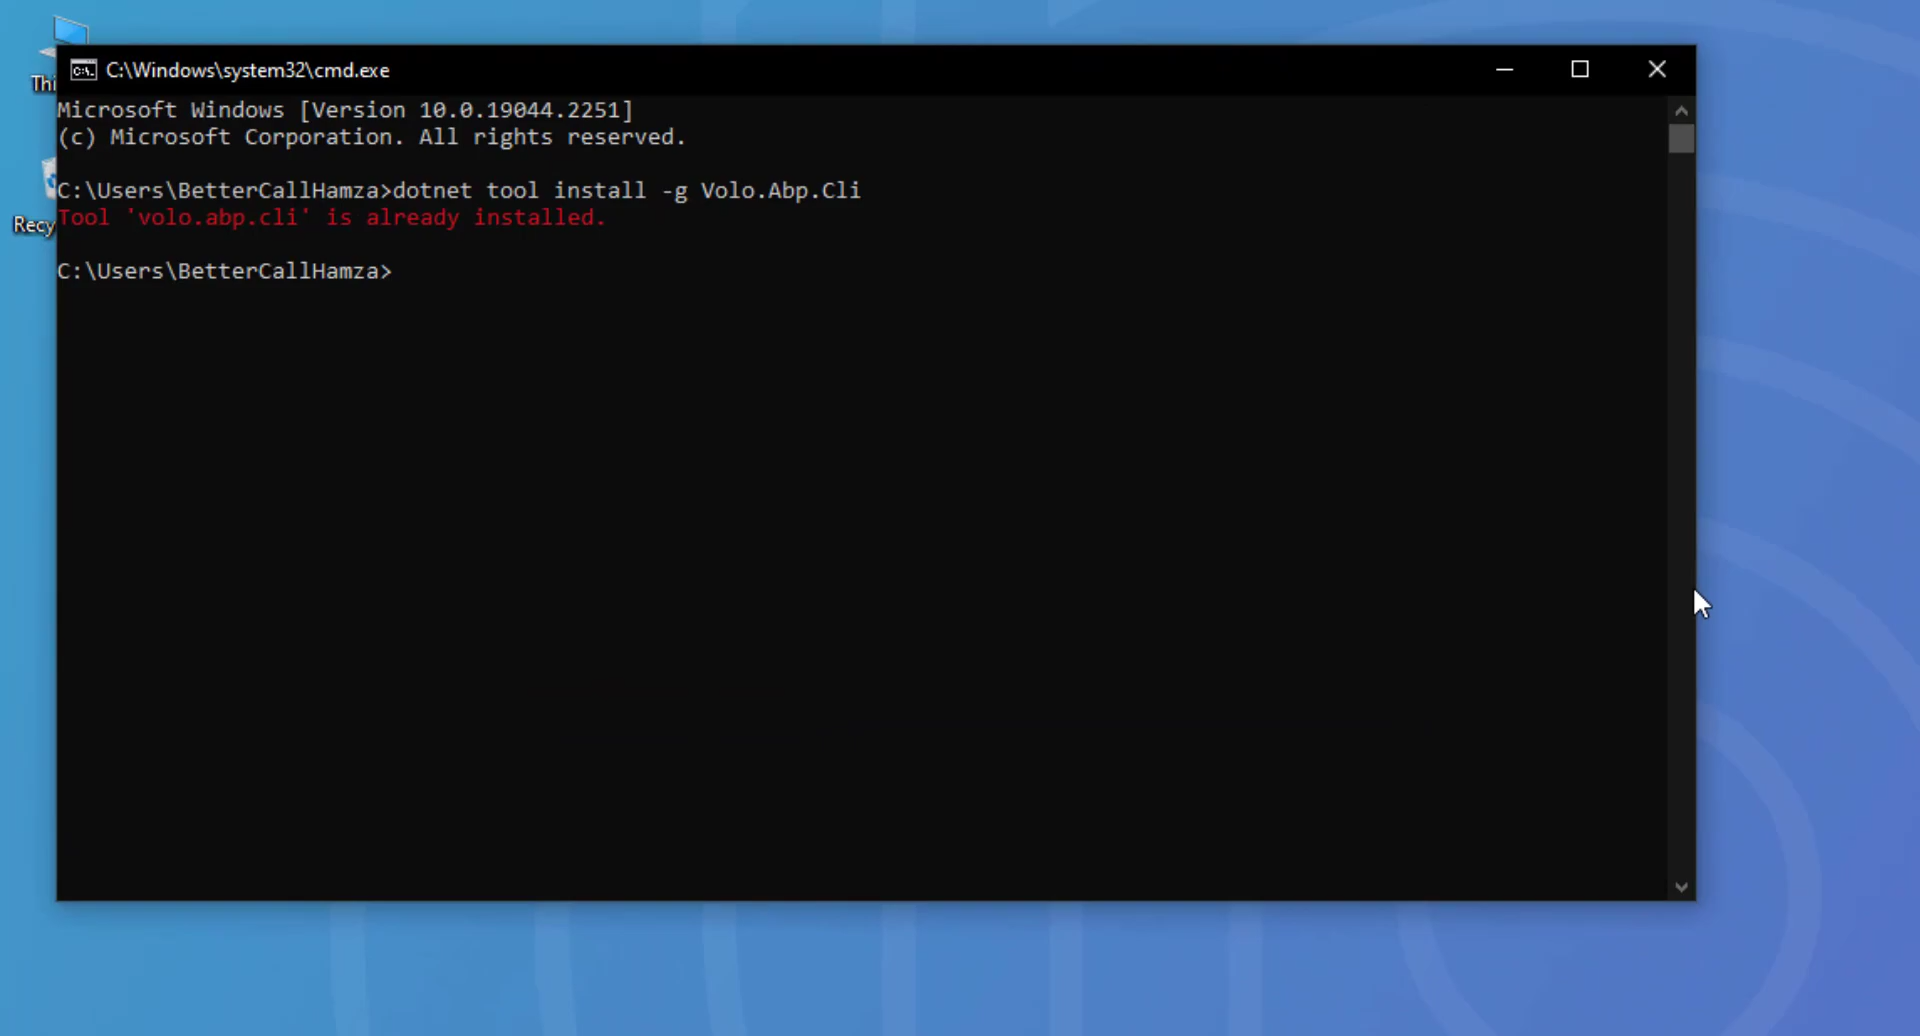 C:\Windows\system32\cmd.exe
Thi
Microsoft Windows [Version 10.0.19044.2251]
(c) Microsoft Corporation. All rights reserved.
C:\Users\BetterCallHamza>dotnet tool install -g Volo.Abp.Cli
Recy
Tool 'volo.abp.cli' is already installed.
C:\Users\BetterCallHamza>